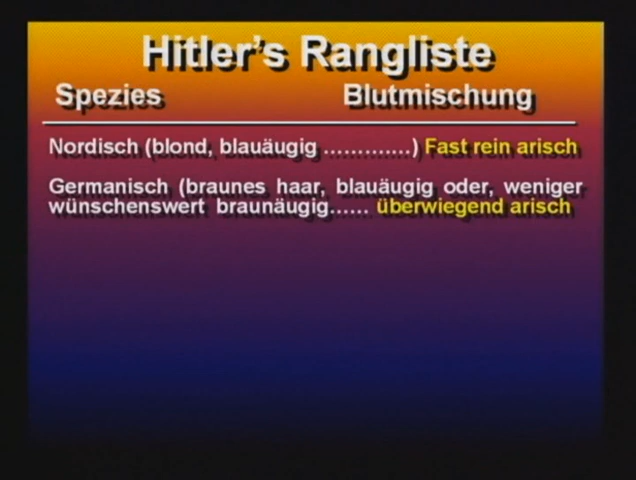 Hitler's Rangliste
Spezies Blutmischung
Nordisch (blond, blauäugig .............) Fast rein arisch
Germanisch (braunes haar, blauäugig oder, weniger
wünschenswert braunäugig...... überwiegend arisch